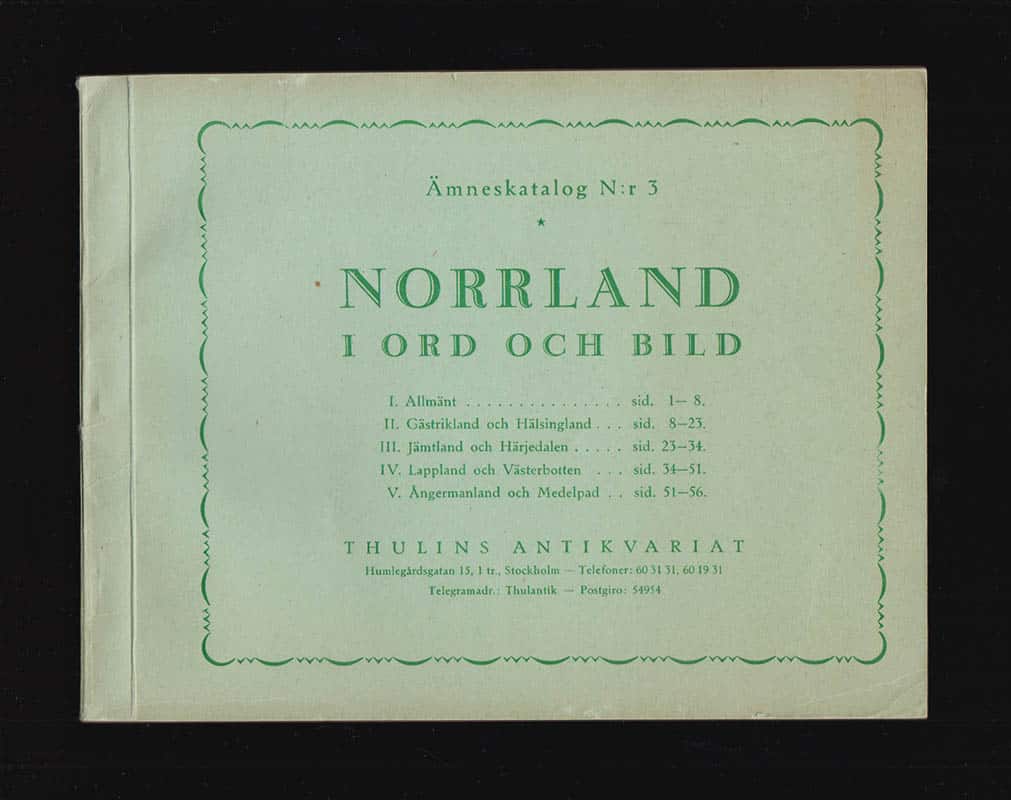 Ämneskatalog N:r 3
★
NORRLAND
I ORD OCH BILD
I. Allmänt . . . . . . . . . . . . . . . sid. 1— 8.
II. Gästrikland och Hälsingland . . . sid. 8—23.
III. Jämtland och Härjedalen . . . . . sid. 23—34.
IV. Lappland och Västerbotten . . . sid. 34—51.
V. Ångermanland och Medelpad . . sid. 51—56.
THULINS ANTIKVARIAT
Humlegårdsgatan 15, 1 tr., Stockholm — Telefoner: 60 31 31, 60 19 31
Telegramadr.: Thulantik — Postgiro: 54954